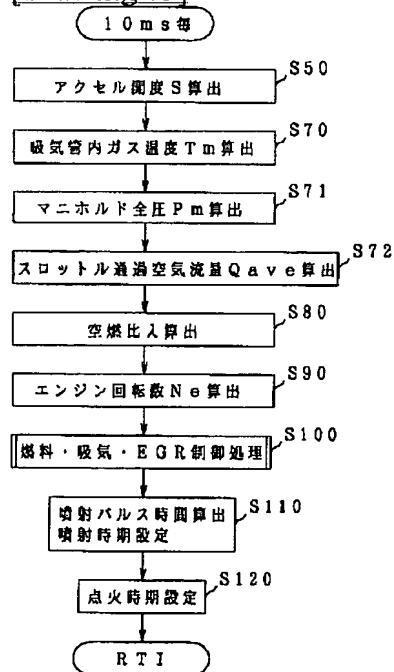 10ms毎
アクセル開度S算出
S50
吸気管内ガス温度Tm算出
S70
マニホルド全圧Pm算出
S71
スロットル通過空気流量Qave算出
S72
空燃比λ算出
S80
エンジン回転数Ne算出
S90
燃料・吸気・EGR制御処理
S100
噴射パルス時間算出
噴射時期設定
S110
点火時期設定
S120
RTI